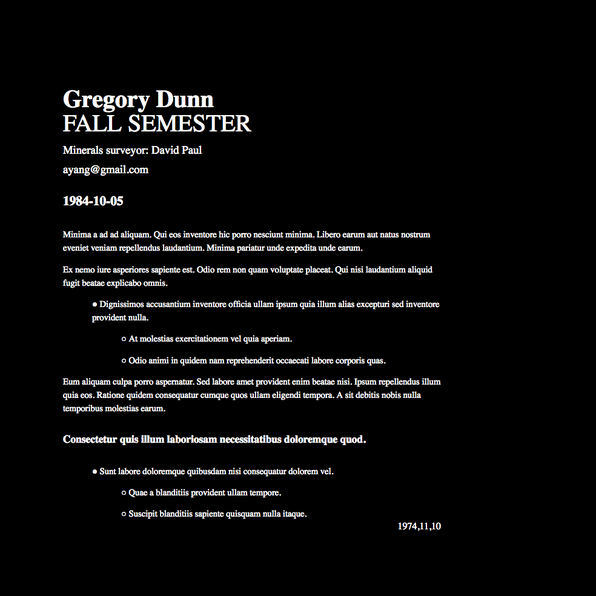 Gregory Dunn
FALL SEMESTER
Minerals surveyor: David Paul
ayang@gmail.com
1984-10-05
Minima a ad ad aliquam. Qui eos inventore hic porro nesciunt minima. Libero earum aut natus nostrum
eveniet veniam repellendus laudantium. Minima pariatur unde expedita unde earum.
Ex nemo iure asperiores sapiente est. Odio rem non quam voluptate placeat. Qui nisi laudantium aliquid
fugit beatae explicabo omnis.
● Dignissimos accusantium inventore officia ullam ipsum quia illum alias excepturi sed inventore
provident nulla.
○ At molestias exercitationem vel quia aperiam.
○ Odio animi in quidem nam reprehenderit occaecati labore corporis quas.
Eum aliquam culpa porro aspernatur. Sed labore amet provident enim beatae nisi. Ipsum repellendus illum
quia eos. Ratione quidem consequatur cumque quos ullam eligendi tempora. A sit debitis nobis nulla
temporibus molestias earum.
Consectetur quis illum laboriosam necessitatibus doloremque quod.
● Sunt labore doloremque quibusdam nisi consequatur dolorem vel.
○ Quae a blanditiis provident ullam tempore.
○ Suscipit blanditiis sapiente quisquam nulla itaque.
1974,11,10